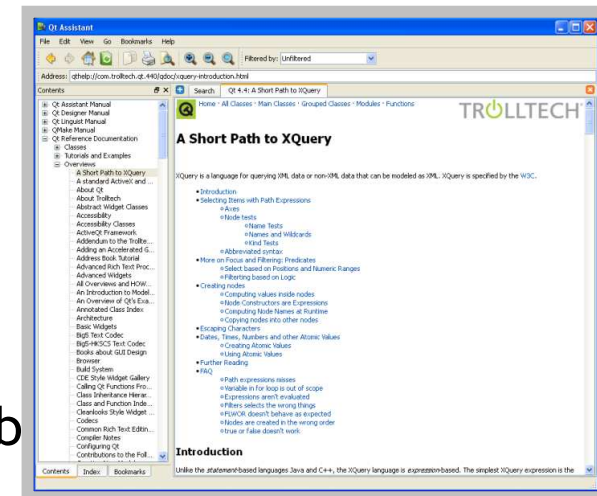 Qt Assistant
File Edit View Go Bookmarks Help
Filtered by: Unfiltered
Address: qthelp://com.trolltech.qt.440/qdoc/xquery-introduction.html
Contents
Qt Assistant Manual
Qt Designer Manual
Qt Linguist Manual
QMake Manual
Qt Reference Documentation
Classes
Tutorials and Examples
Overviews
A Short Path to XQuery
A standard ActiveX and ...
About Qt
About Trolltech
Abstract Widget Classes
Accessibility
Accessibility Classes
ActiveQt Framework
Addendum to the Trollte...
Adding an Accelerated G...
Address Book Tutorial
Advanced Rich Text Proc...
Advanced Widgets
All Overviews and HOW...
An Introduction to Model...
An Overview of Qt's Exa...
Annotated Class Index
Architecture
Basic Widgets
Big5 Text Codec
Big5-HKSCS Text Codec
Books about GUI Design
Browser
Build System
CDE Style Widget Gallery
Calling Qt Functions Fro...
Class Inheritance Hierar...
Class and Function Inde...
Cleanlooks Style Widget ...
Codecs
Common Rich Text Editin...
Compiler Notes
Configuring Qt
Contributions to the Foll...
Contents Index Bookmarks
Search Qt 4.4: A Short Path to XQuery
Home · All Classes · Main Classes · Grouped Classes · Modules · Functions
TROLLTECH
A Short Path to XQuery
XQuery is a language for querying XML data or non-XML data that can be modeled as XML. XQuery is specified by the W3C.
Introduction
Selecting Items with Path Expressions
Axes
Node tests
Name Tests
Names and Wildcards
Kind Tests
Abbreviated syntax
More on Focus and Filtering: Predicates
Select based on Positions and Numeric Ranges
Filterting based on Logic
Creating nodes
Computing values inside nodes
Node Constructors are Expressions
Computing Node Names at Runtime
Copying nodes into other nodes
Escaping Characters
Dates, Times, Numbers and other Atomic Values
Creating Atomic Values
Using Atomic Values
Further Reading
FAQ
Path expressions misses
Variable in for loop is out of scope
Expressions aren't evaluated
Filters selects the wrong things
FLWOR doesn't behave as expected
Nodes are created in the wrong order
true or false doesn't work
Introduction
Unlike the statement-based languages Java and C++, the XQuery language is expression-based. The simplest XQuery expression is the
b